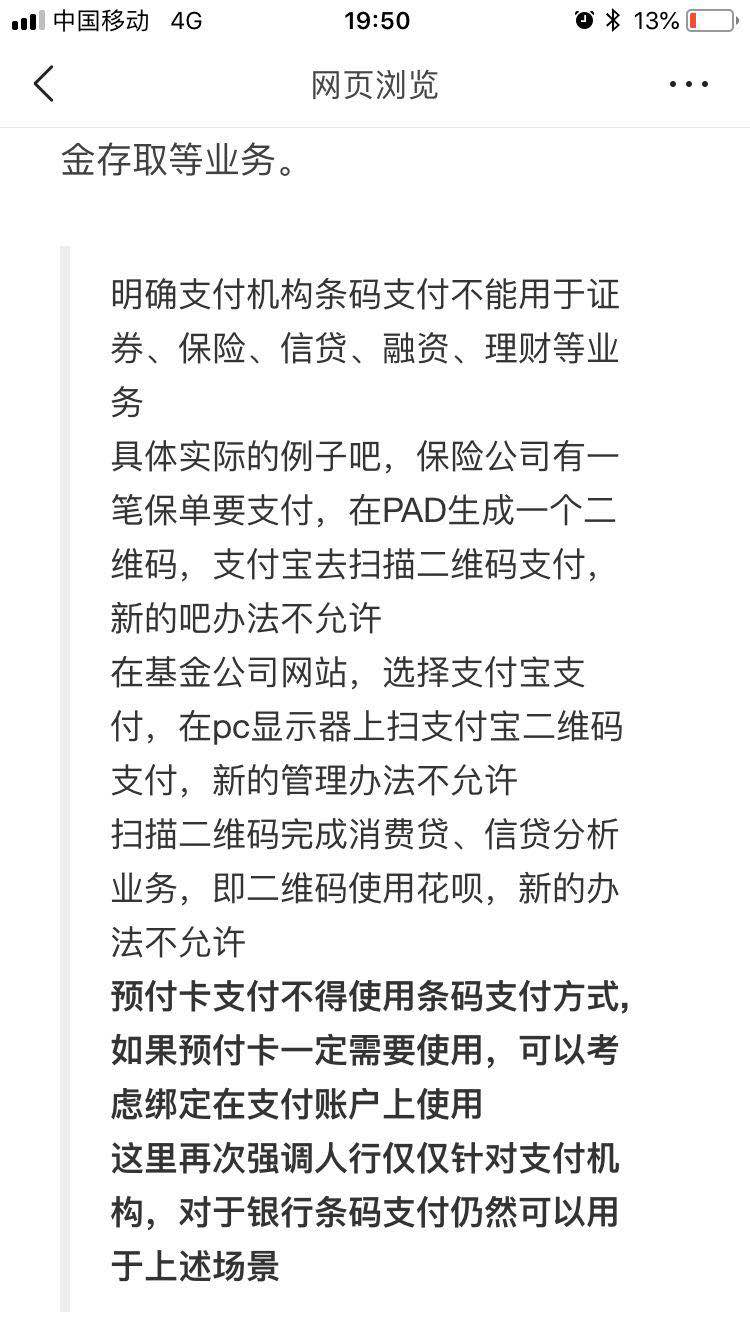 中国移动 4G 19:50 13%
网页浏览
金存取等业务。
明确支付机构条码支付不能用于证
券、保险、信贷、融资、理财等业
务
具体实际的例子吧，保险公司有一
笔保单要支付，在PAD生成一个二
维码，支付宝去扫描二维码支付，
新的吧办法不允许
在基金公司网站，选择支付宝支
付，在pc显示器上扫支付宝二维码
支付，新的管理办法不允许
扫描二维码完成消费贷、信贷分析
业务，即二维码使用花呗，新的办
法不允许
预付卡支付不得使用条码支付方式，
如果预付卡一定需要使用，可以考
虑绑定在支付账户上使用
这里再次强调人行仅仅针对支付机
构，对于银行条码支付仍然可以用
于上述场景